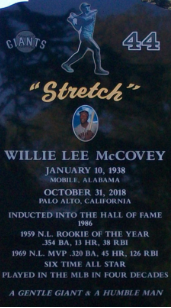 GIANTS
44
"Stretch"
WILLIE LEE McCOVEY
JANUARY 10, 1938
MOBILE, ALABAMA
OCTOBER 31, 2018
PALO ALTO, CALIFORNIA
INDUCTED INTO THE HALL OF FAME
1986
1959 N.L. ROOKIE OF THE YEAR
.354 BA, 13 HR, 38 RBI
1969 N.L. MVP .320 BA, 45 HR, 126 RBI
SIX TIME ALL STAR
PLAYED IN THE MLB IN FOUR DECADES
A GENTLE GIANT & A HUMBLE MAN